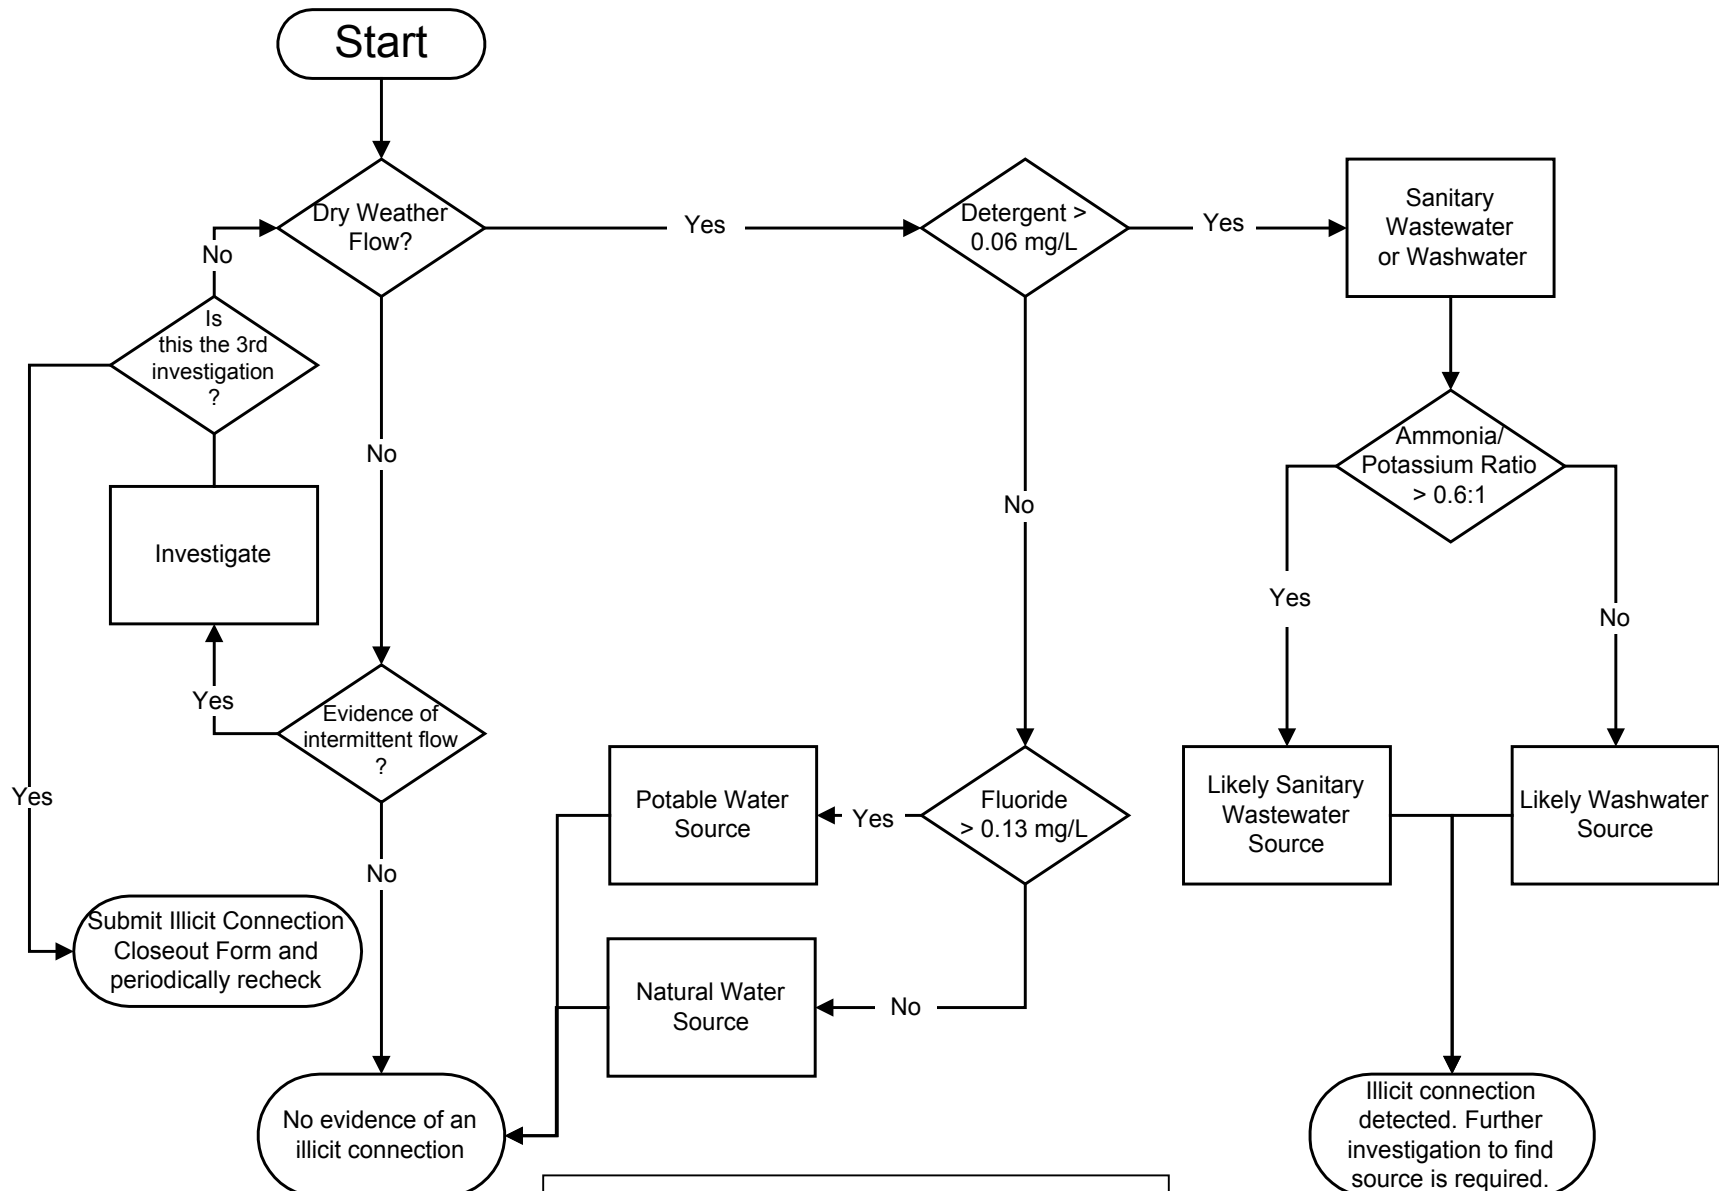 Start
Dry Weather
Flow?
Yes
Detergent >
0.06 mg/L
Yes
Sanitary
Wastewater
or Washwater
No
Is
this the 3rd
investigation
?
No
No
Ammonia/
Potassium Ratio
> 0.6:1
Investigate
Yes
No
Yes
Evidence of
intermittent flow
?
Yes
No
Potable Water
Source
Yes
Fluoride
> 0.13 mg/L
Likely Sanitary
Wastewater
Source
Likely Washwater
Source
Submit Illicit Connection
Closeout Form and
periodically recheck
Natural Water
Source
No
No evidence of an
illicit connection
Illicit connection
detected. Further
investigation to find
source is required.